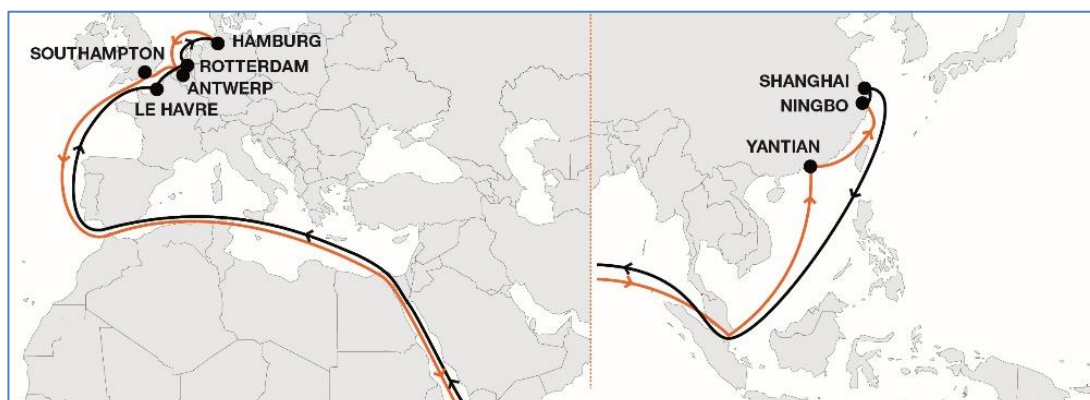 SOUTHAMPTON
HAMBURG
ROTTERDAM
ANTWERP
LE HAVRE
SHANGHAI
NINGBO
YANTIAN